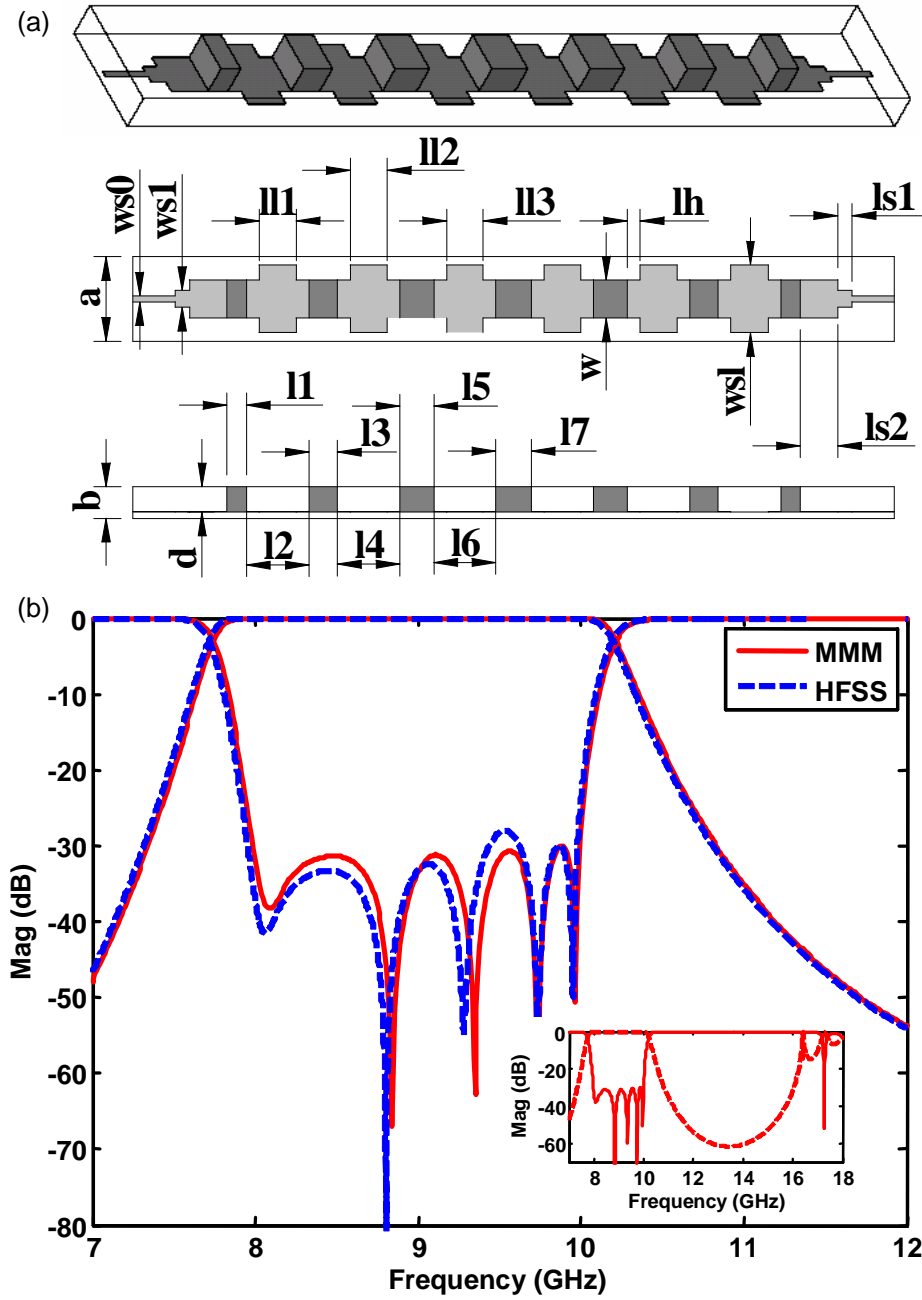 (a)
ll2
ws0
ws1
ll1
ll3
lh
ls1
a
w
wsl
l1
l5
l3
l7
ls2
b
d
l2
l4
l6
(b)
0
-10
-20
-30
-40
-50
-60
-70
-80
Mag (dB)
MMM
HFSS
0
-20
-40
-60
Mag (dB)
8 10 12 14 16 18
Frequency (GHz)
7 8 9 10 11 12
Frequency (GHz)